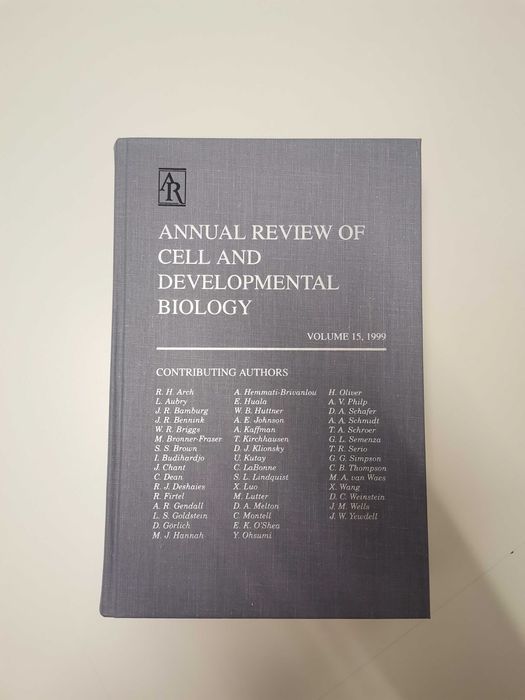 AR
ANNUAL REVIEW OF
CELL AND
DEVELOPMENTAL
BIOLOGY
VOLUME 15, 1999
CONTRIBUTING AUTHORS
R. H. Arch
L. Aubry
J. R. Bamburg
J. R. Bennink
W. R. Briggs
M. Bronner-Fraser
S. S. Brown
I. Budihardjo
J. Chant
C. Dean
R. J. Deshaies
R. Firtel
A. R. Gendall
L. S. Goldstein
D. Görlich
M. J. Hannah
A. Hemmati-Brivanlou
E. Huala
W. B. Huttner
A. E. Johnson
A. Kaffman
T. Kirchhausen
D. J. Klionsky
U. Kutay
C. LaBonne
S. L. Lindquist
X. Luo
M. Lutter
D. A. Melton
C. Montell
E. K. O'Shea
Y. Ohsumi
H. Oliver
A. V. Philp
D. A. Schafer
A. A. Schmidt
T. A. Schroer
G. L. Semenza
T. R. Serio
G. G. Simpson
C. B. Thompson
M. A. van Waes
X. Wang
D. C. Weinstein
J. M. Wells
J. W. Yewdell